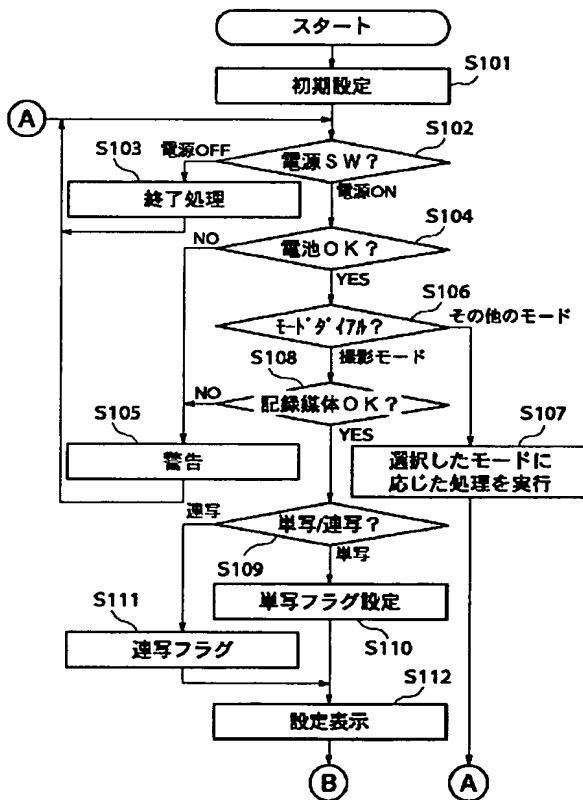 スタート
S101
初期設定
A
S102
電源SW?
電源OFF
S103
終了処理
電源ON
S104
電池OK?
NO
YES
S106
モードダイアル?
その他のモード
撮影モード
S108
記録媒体OK?
NO
YES
S105
警告
S107
選択したモードに
応じた処理を実行
連写
単写/連写?
S109
単写
単写フラグ設定
S110
S111
連写フラグ
S112
設定表示
B
A